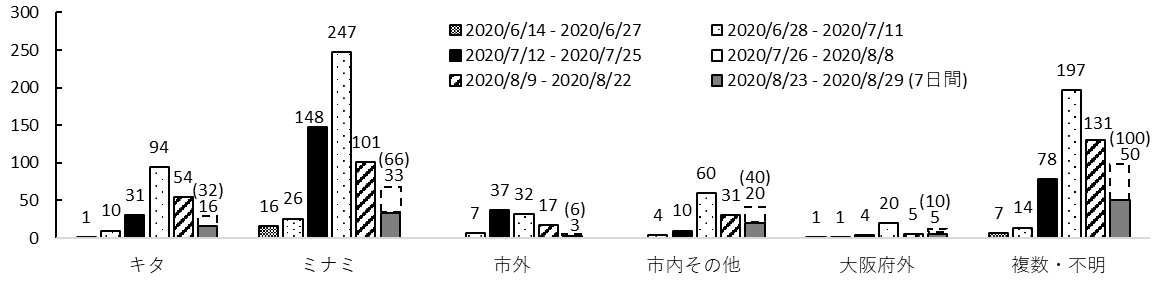 300
250
200
150
100
50
0
2020/6/14 - 2020/6/27
2020/6/28 - 2020/7/11
2020/7/12 - 2020/7/25
2020/7/26 - 2020/8/8
2020/8/9 - 2020/8/22
2020/8/23 - 2020/8/29 (7日間)
1 10 31 94 54 (32) 16
16 26 148 247 101 (66) 33
7 37 32 17 (6) 3
4 10 60 31 (40) 20
1 1 4 20 5 (10) 5
7 14 78 197 131 (100) 50
キタ ミナミ 市外 市内その他 大阪府外 複数・不明